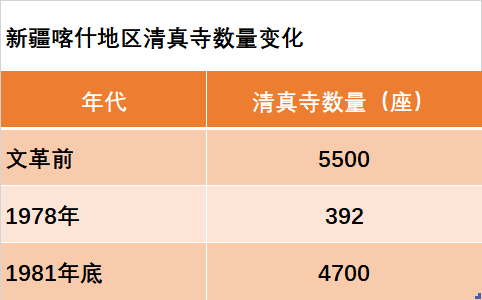 新疆喀什地区清真寺数量变化
年代 清真寺数量（座）
文革前 5500
1978年 392
1981年底 4700